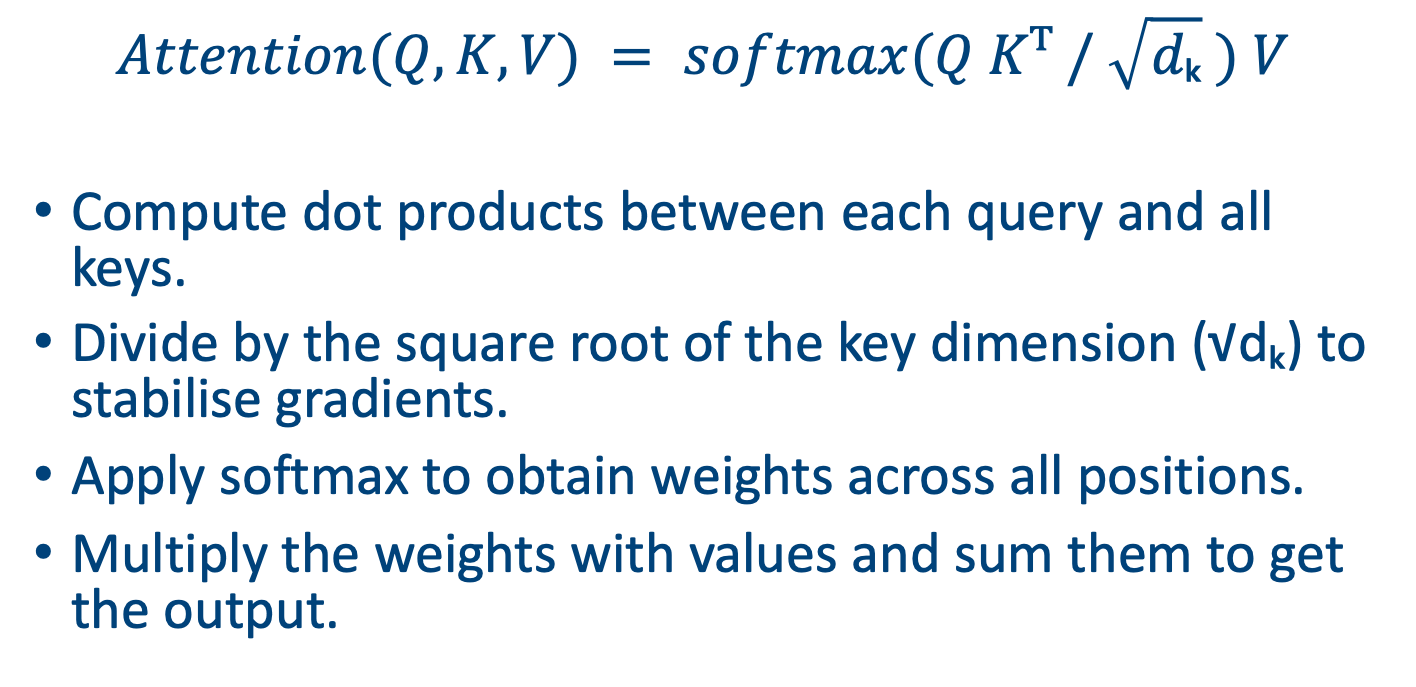 Attention(Q, K, V) = softmax(Q Kᵀ / √dₖ) V
• Compute dot products between each query and all
keys.
• Divide by the square root of the key dimension (√dₖ) to
stabilise gradients.
• Apply softmax to obtain weights across all positions.
• Multiply the weights with values and sum them to get
the output.